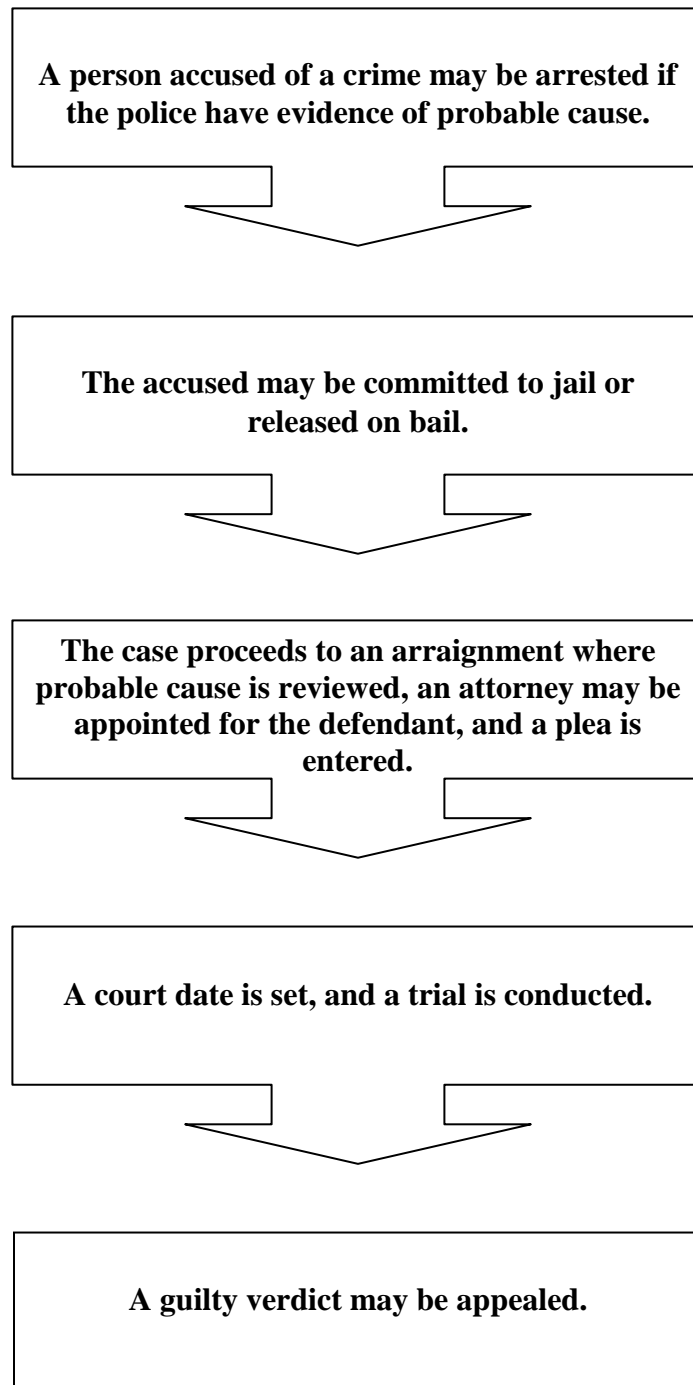 A person accused of a crime may be arrested if
the police have evidence of probable cause.
The accused may be committed to jail or
released on bail.
The case proceeds to an arraignment where
probable cause is reviewed, an attorney may be
appointed for the defendant, and a plea is
entered.
A court date is set, and a trial is conducted.
A guilty verdict may be appealed.